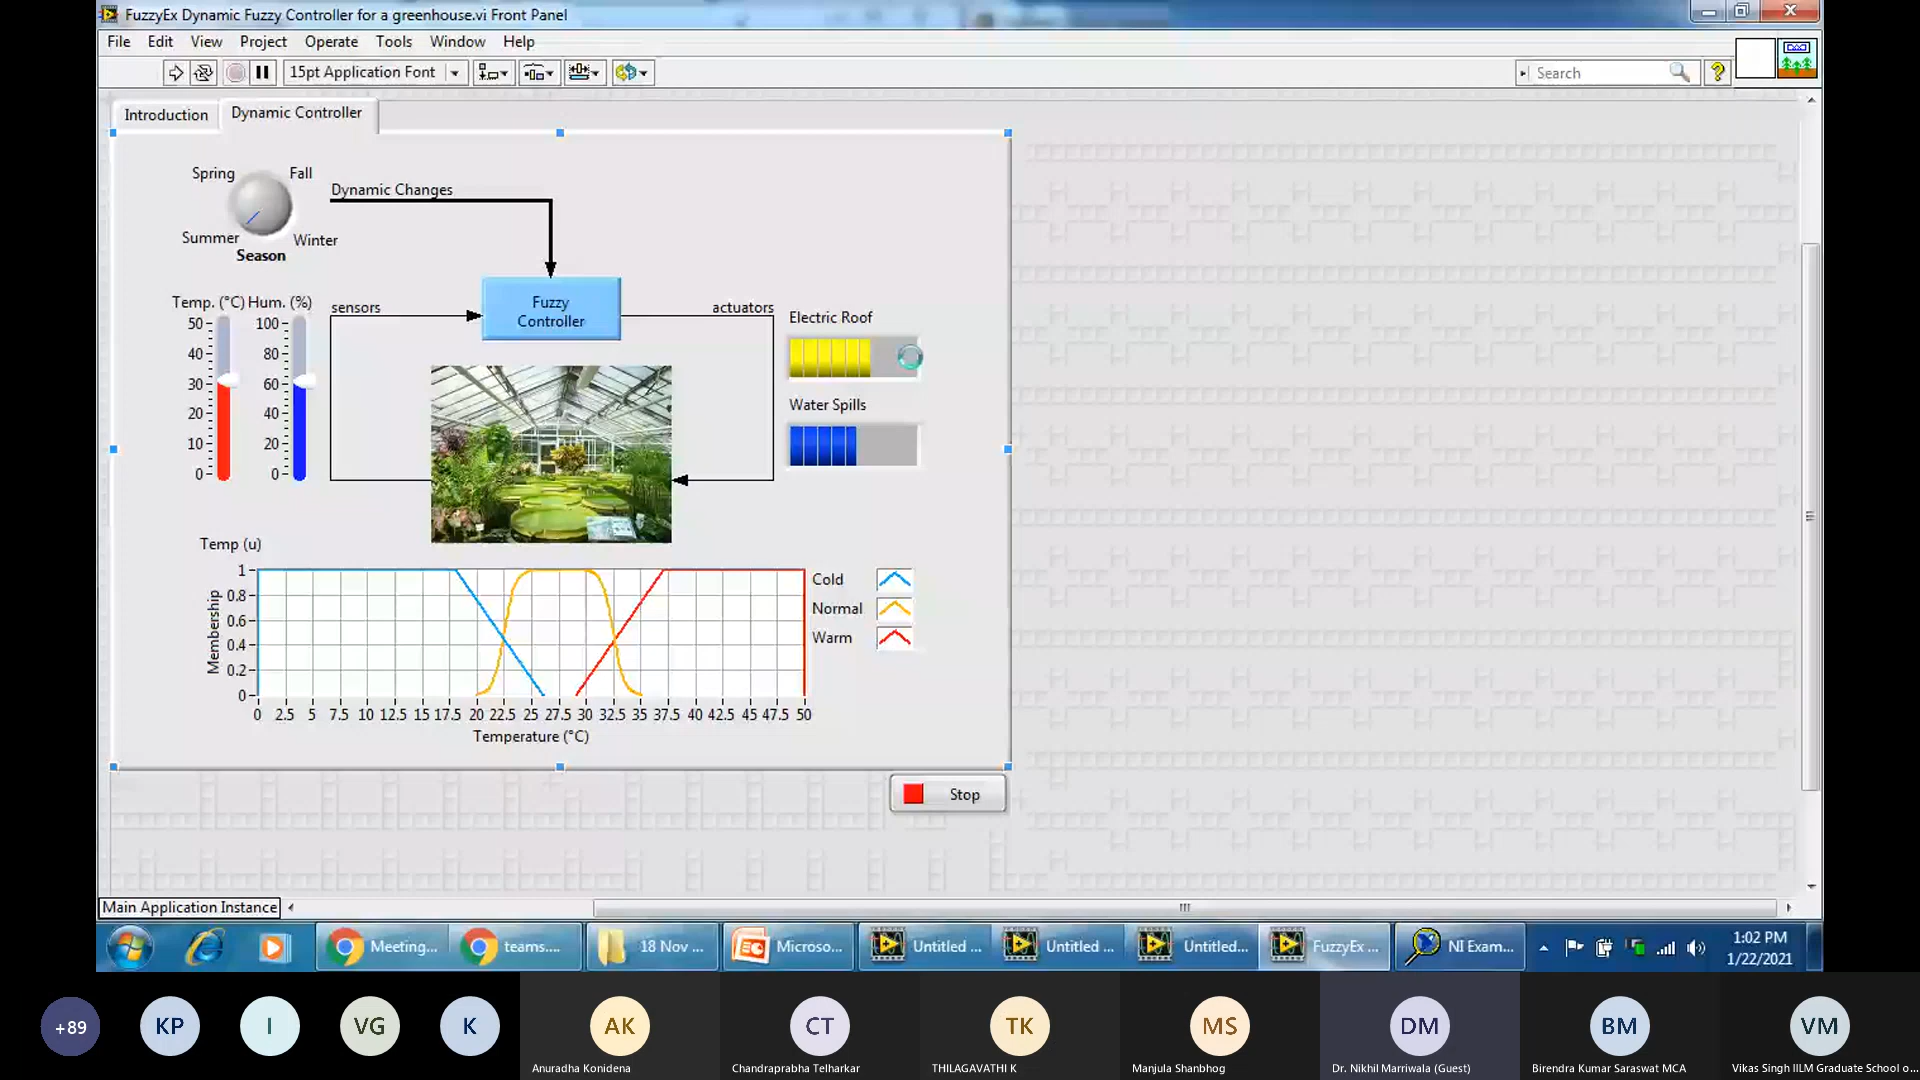 FuzzyEx Dynamic Fuzzy Controller for a greenhouse.vi Front Panel
File Edit View Project Operate Tools Window Help
15pt Application Font
Search
?
Introduction
Dynamic Controller
Spring
Fall
Summer
Winter
Season
Dynamic Changes
Temp. (°C)
Hum. (%)
50
40
30
20
10
0
100
80
60
40
20
0
sensors
Fuzzy
Controller
actuators
Electric Roof
Water Spills
Temp (u)
Membership
1
0.8
0.6
0.4
0.2
0
0 2.5 5 7.5 10 12.5 15 17.5 20 22.5 25 27.5 30 32.5 35 37.5 40 42.5 45 47.5 50
Temperature (°C)
Cold
Normal
Warm
Stop
Main Application Instance
Meeting...
teams....
18 Nov ...
Microso...
Untitled ...
Untitled ...
Untitled...
FuzzyEx ...
NI Exam...
1:02 PM
1/22/2021
+89
KP
I
VG
K
AK
Anuradha Konidena
CT
Chandraprabha Telharkar
TK
THILAGAVATHI K
MS
Manjula Shanbhog
DM
Dr. Nikhil Marriwala (Guest)
BM
Birendra Kumar Saraswat MCA
VM
Vikas Singh IILM Graduate School o...